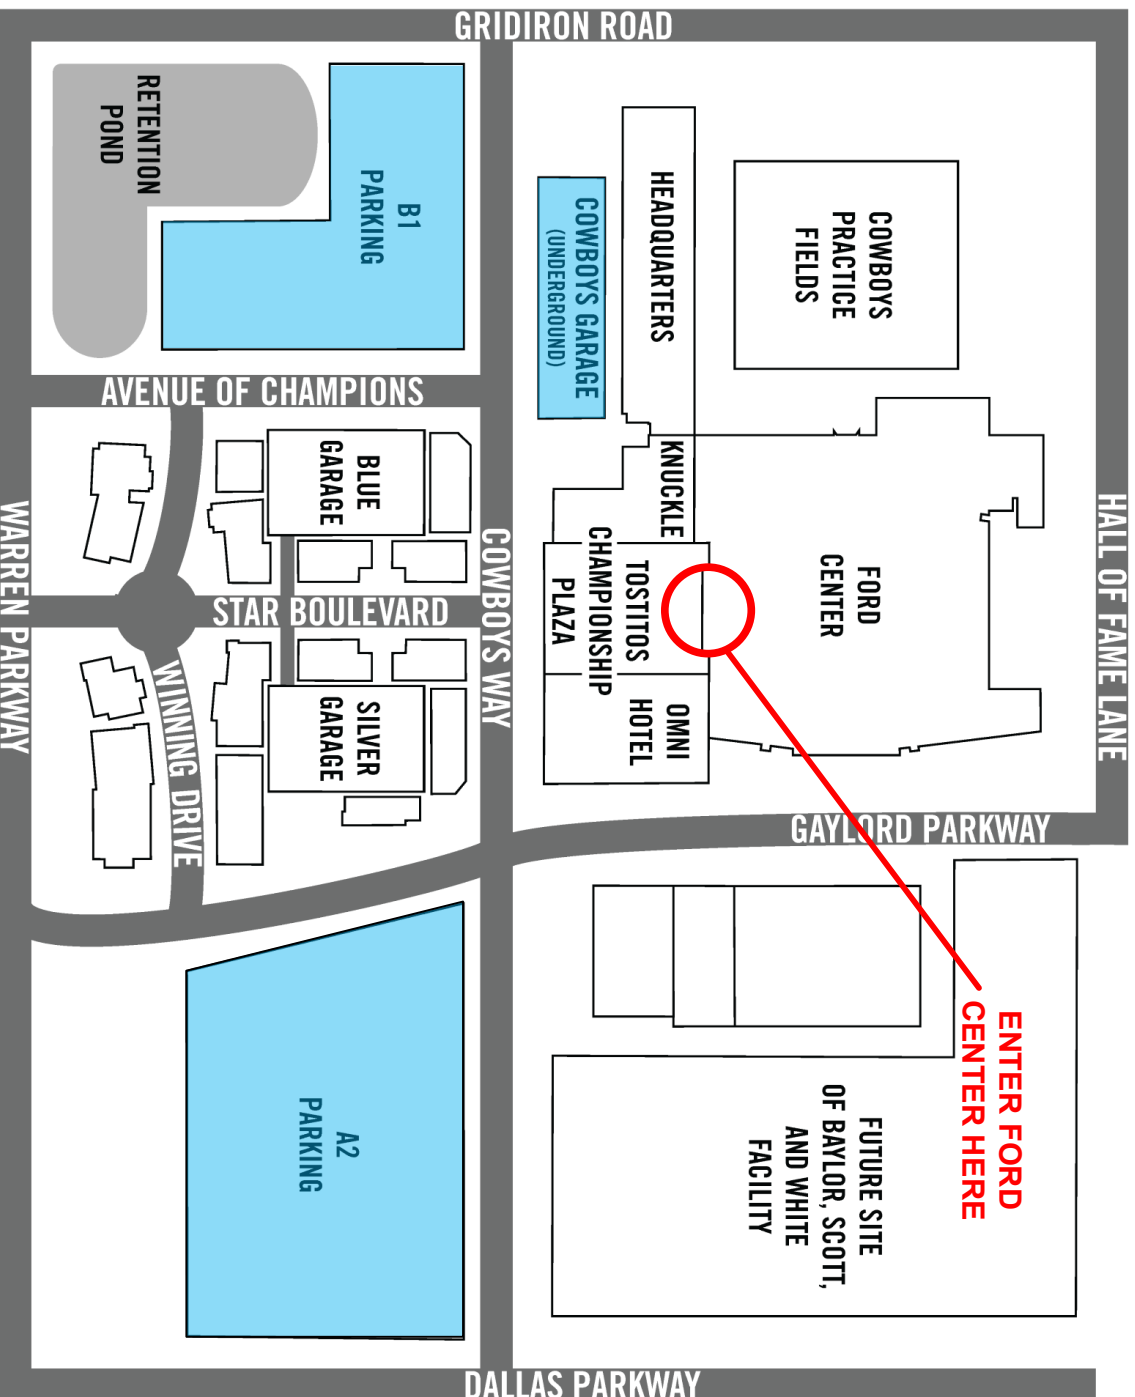 GRIDIRON ROAD
RETENTION
POND
B1
PARKING
COWBOYS GARAGE
(UNDERGROUND)
HEADQUARTERS
COWBOYS
PRACTICE
FIELDS
AVENUE OF CHAMPIONS
BLUE
GARAGE
KNUCKLE
FORD
CENTER
HALL OF FAME LANE
WARREN PARKWAY
COWBOYS WAY
STAR BOULEVARD
TOSTITOS
CHAMPIONSHIP
PLAZA
WINNING DRIVE
SILVER
GARAGE
OMNI
HOTEL
GAYLORD PARKWAY
ENTER FORD
CENTER HERE
A2
PARKING
FUTURE SITE
OF BAYLOR, SCOTT,
AND WHITE
FACILITY
DALLAS PARKWAY